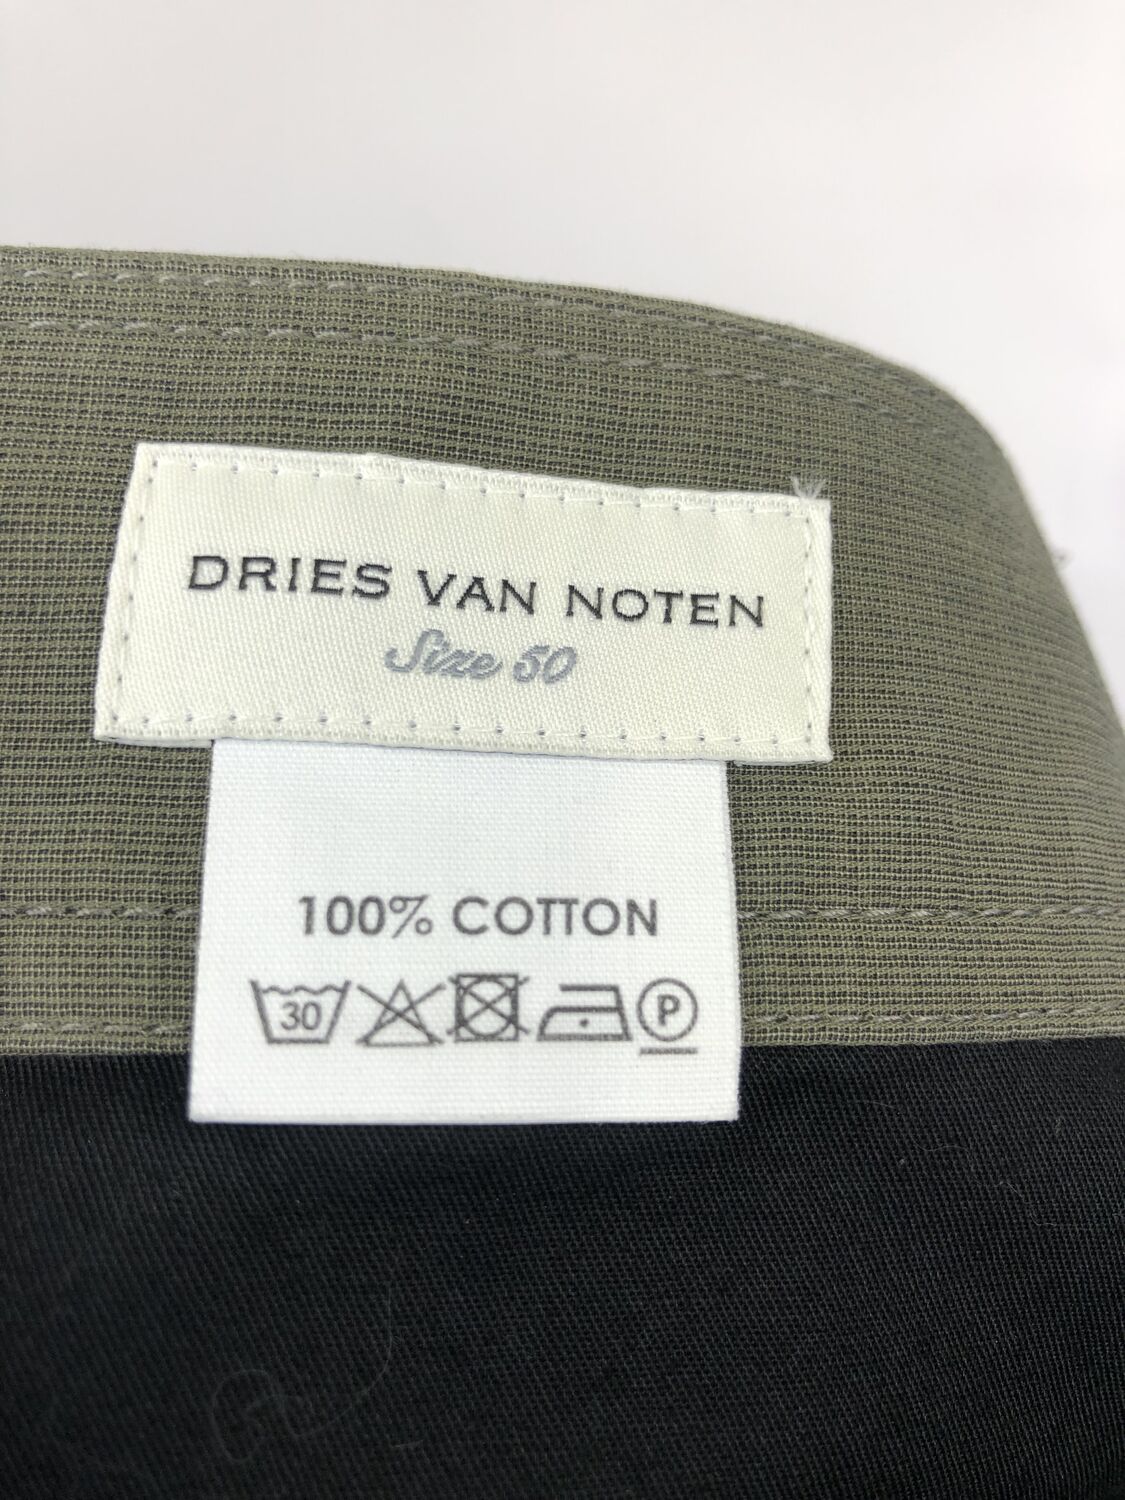 DRIES VAN NOTEN
Size 50
100% COTTON
30 P